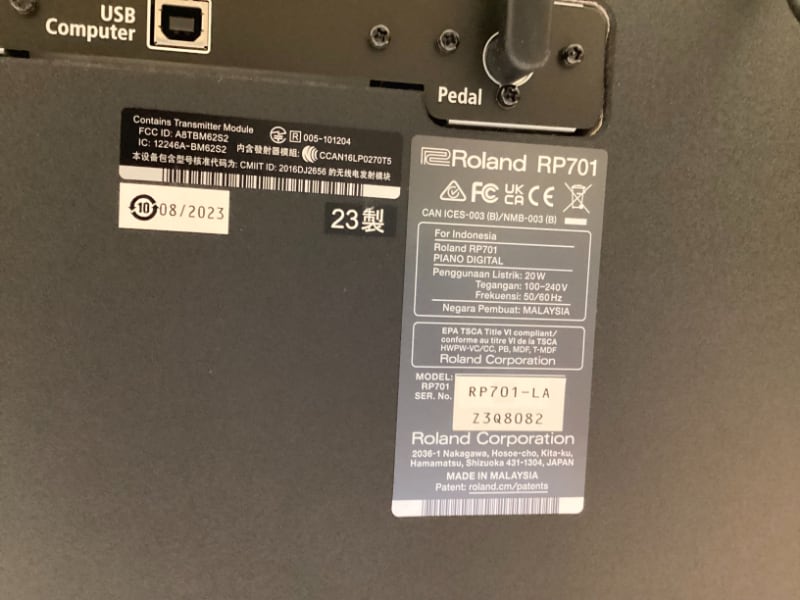 USB
Computer
Pedal
Contains Transmitter Module
FCC ID: A8TBM62S2
IC: 12246A-BM62S2
R 005-101204
内含發射器模組: CCAN16LP0270T5
本设备包含型号核准代码为: CMIIT ID: 2016DJ2656 的无线电发射模块
10 08/2023
23製
Roland RP701
FC UK CA CE
CAN ICES-003 (B)/NMB-003 (B)
For Indonesia
Roland RP701
PIANO DIGITAL
Penggunaan Listrik: 20W
Tegangan: 100-240V
Frekuensi: 50/60Hz
Negara Pembuat: MALAYSIA
EPA TSCA Title VI compliant/
conforme au titre VI de la TSCA
HWPW-VC/CC, PB, MDF, T-MDF
Roland Corporation
MODEL:
RP701
SER. No.
RP701-LA
Z3Q8082
Roland Corporation
2036-1 Nakagawa, Hosoe-cho, Kita-ku,
Hamamatsu, Shizuoka 431-1304, JAPAN
MADE IN MALAYSIA
Patent: roland.cm/patents